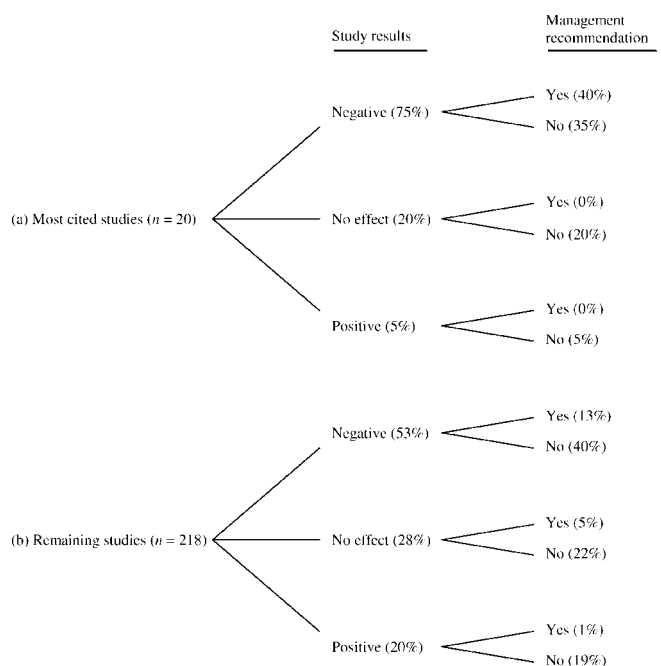 Study results
Management
recommendation
Negative (75%)
Yes (40%)
No (35%)
(a) Most cited studies (n = 20)
No effect (20%)
Yes (0%)
No (20%)
Positive (5%)
Yes (0%)
No (5%)
Negative (53%)
Yes (13%)
No (40%)
(b) Remaining studies (n = 218)
No effect (28%)
Yes (5%)
No (22%)
Positive (20%)
Yes (1%)
No (19%)